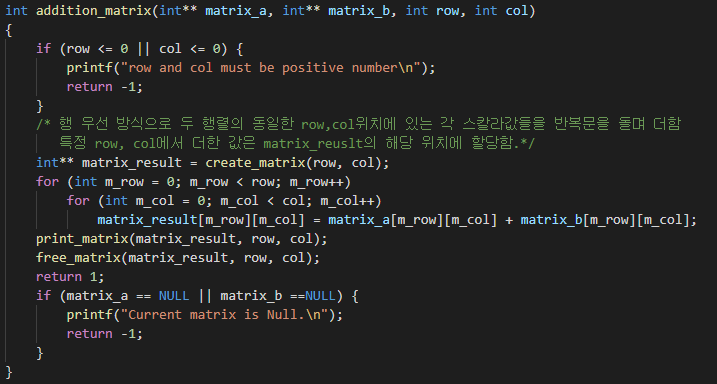 int addition_matrix(int** matrix_a, int** matrix_b, int row, int col)
{
    if (row <= 0 || col <= 0) {
        printf("row and col must be positive number\n");
        return -1;
    }
    /* 행 우선 방식으로 두 행렬의 동일한 row,col위치에 있는 각 스칼라값들을 반복문을 돌며 더함
       특정 row, col에서 더한 값은 matrix_reuslt의 해당 위치에 할당함.*/
    int** matrix_result = create_matrix(row, col);
    for (int m_row = 0; m_row < row; m_row++)
        for (int m_col = 0; m_col < col; m_col++)
            matrix_result[m_row][m_col] = matrix_a[m_row][m_col] + matrix_b[m_row][m_col];
    print_matrix(matrix_result, row, col);
    free_matrix(matrix_result, row, col);
    return 1;
    if (matrix_a == NULL || matrix_b ==NULL) {
        printf("Current matrix is Null.\n");
        return -1;
    }
}